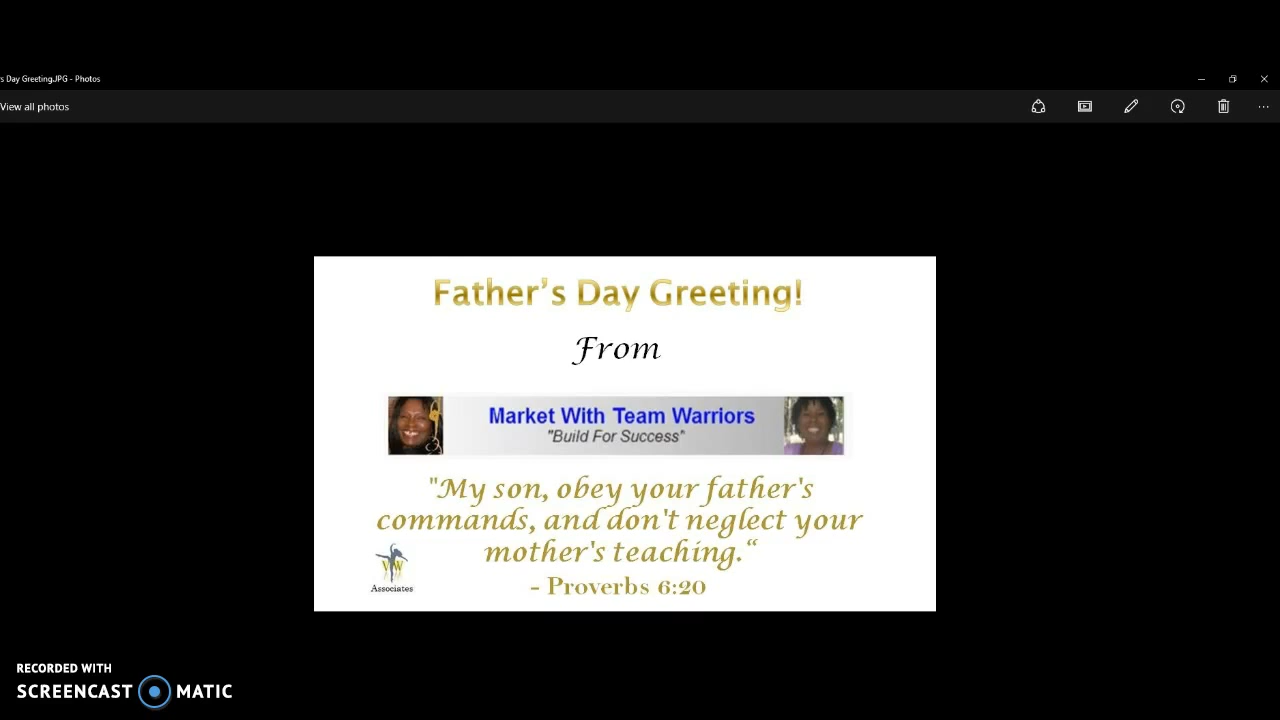 s Day Greeting.JPG - Photos
View all photos
Father's Day Greeting!
From
Market With Team Warriors
"Build For Success"
"My son, obey your father's
commands, and don't neglect your
mother's teaching.“
- Proverbs 6:20
VW
Associates
RECORDED WITH
SCREENCAST MATIC